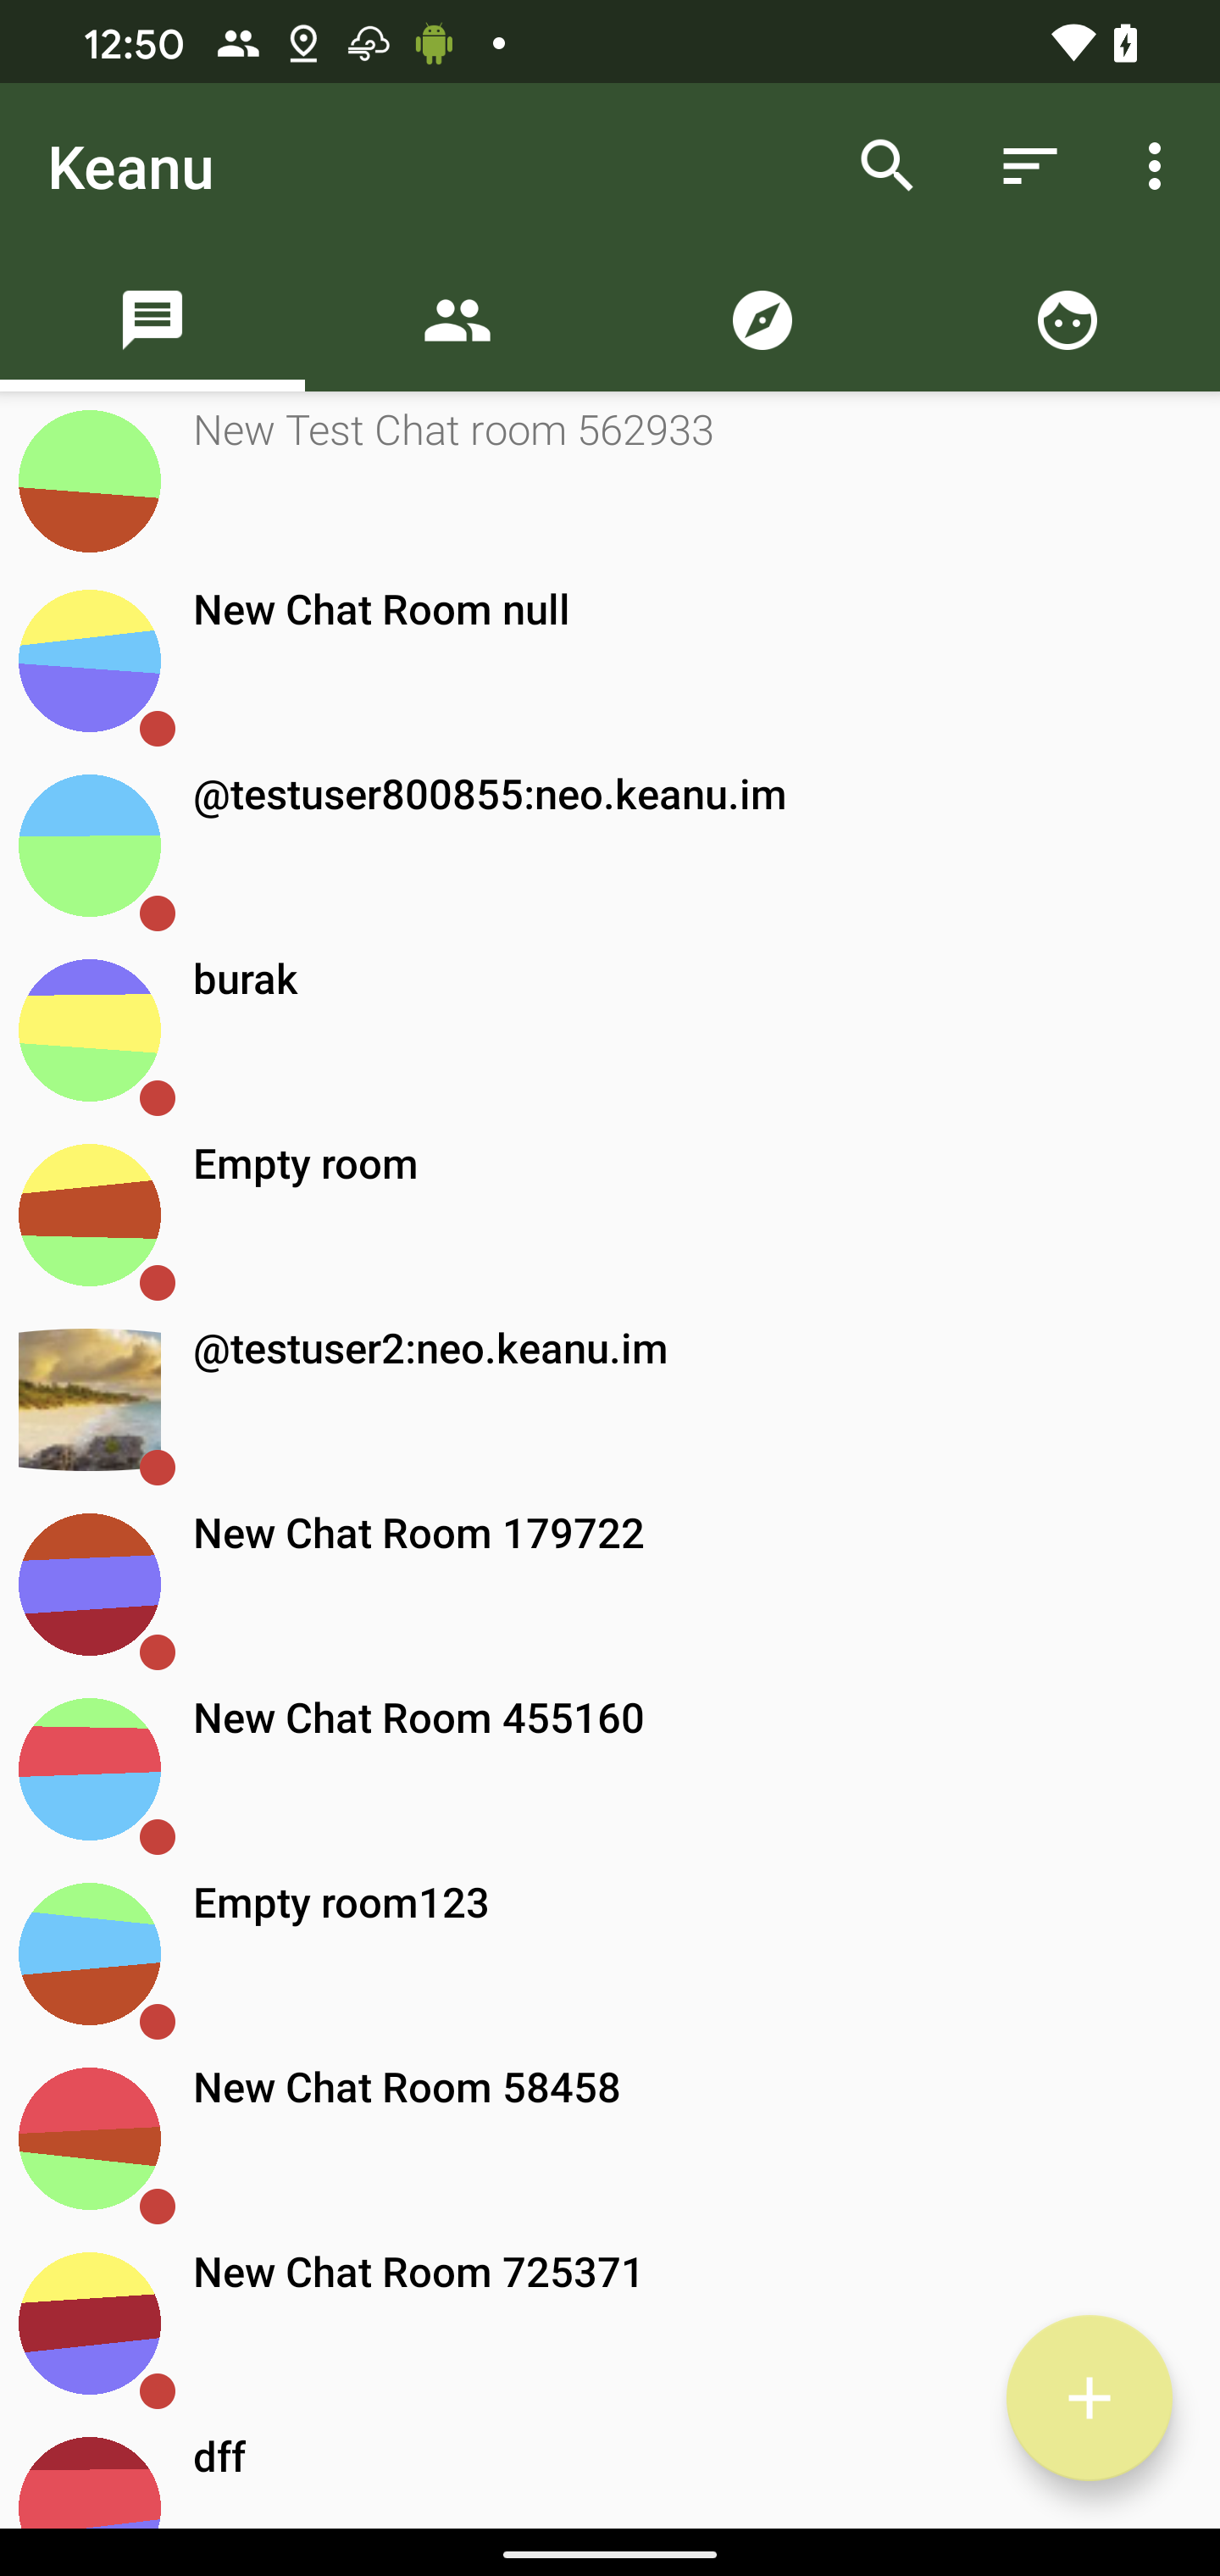 12:50
Keanu
New Test Chat room 562933
New Chat Room null
@testuser800855:neo.keanu.im
burak
Empty room
@testuser2:neo.keanu.im
New Chat Room 179722
New Chat Room 455160
Empty room123
New Chat Room 58458
New Chat Room 725371
dff